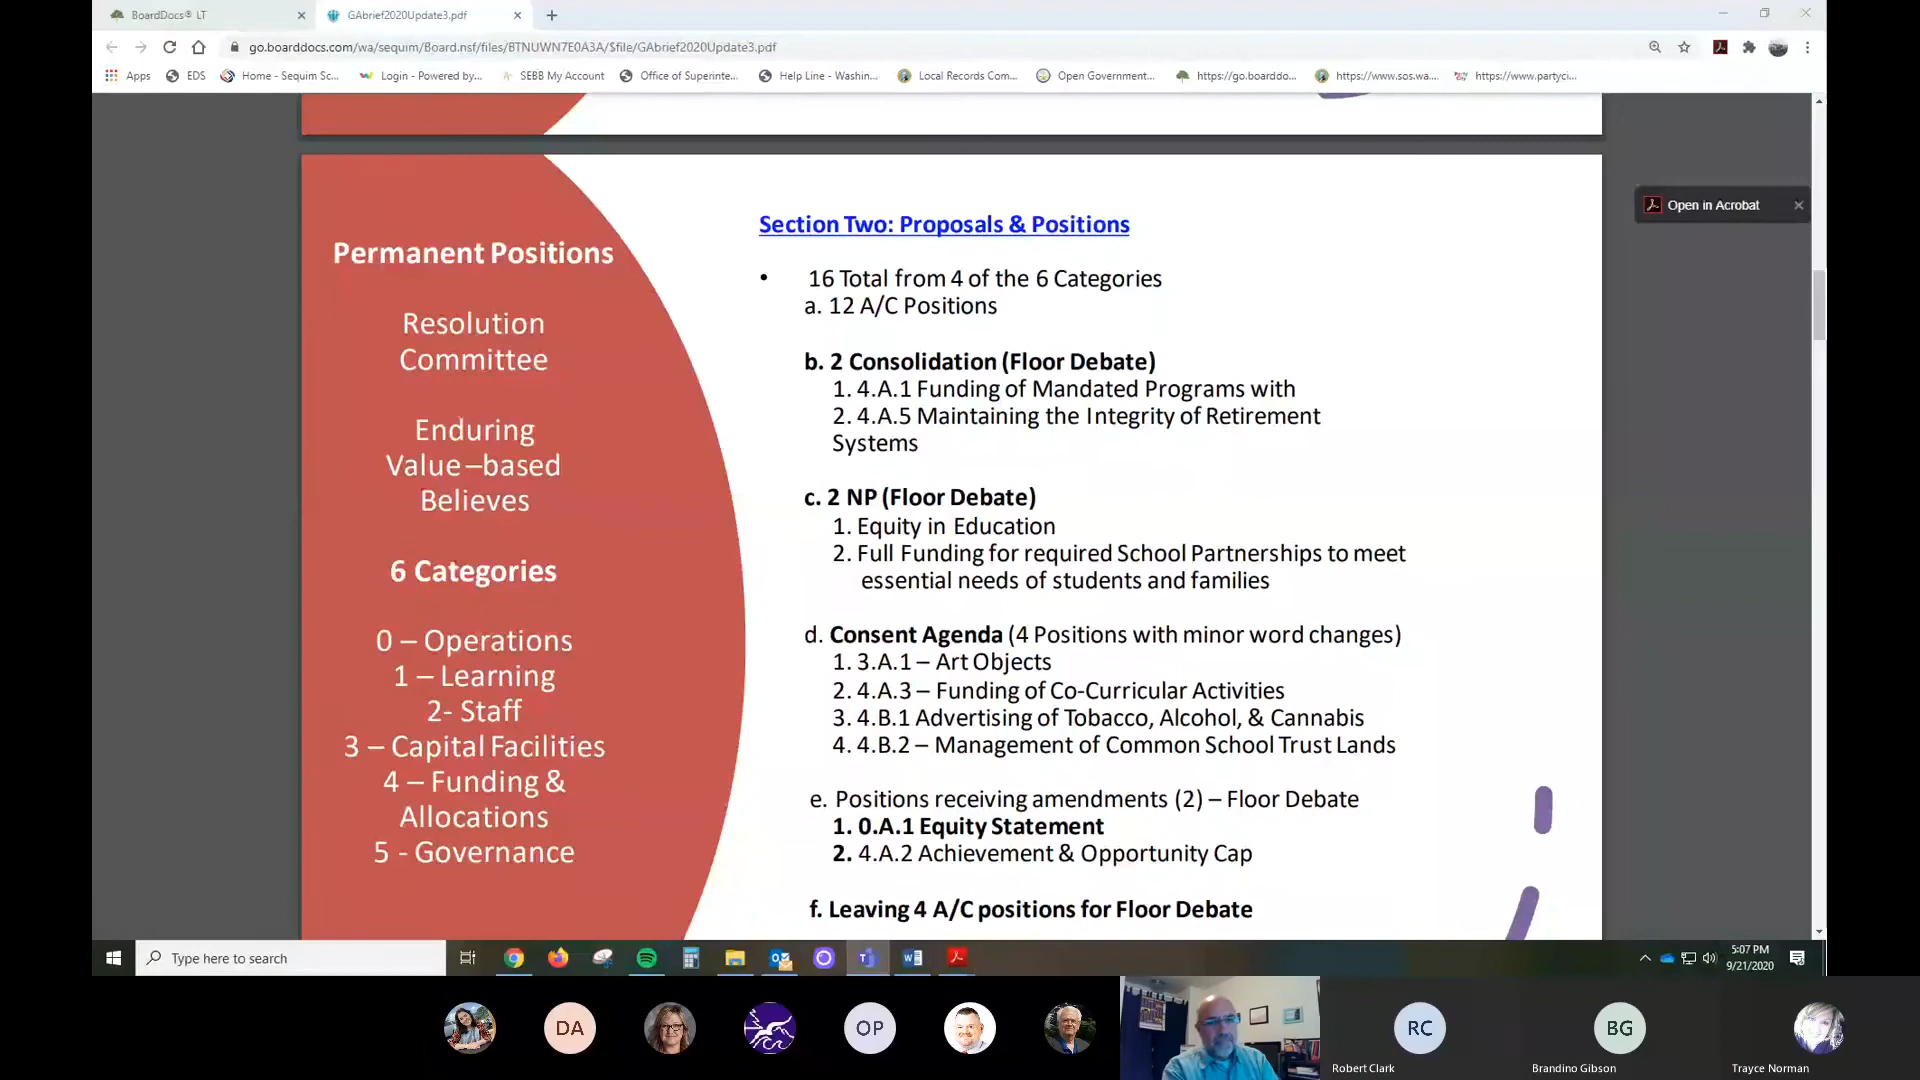 BoardDocs® LT
GAbrief2020Update3.pdf
go.boarddocs.com/wa/sequim/Board.nsf/files/BTNUWN7E0A3A/$file/GAbrief2020Update3.pdf
Apps
EDS
Home - Sequim Sc...
Login - Powered by...
SEBB My Account
Office of Superinte...
Help Line - Washin...
Local Records Com...
Open Government...
https://go.boarddo...
https://www.sos.wa....
https://www.partyci...
Open in Acrobat
Permanent Positions
Resolution
Committee
Enduring
Value –based
Believes
6 Categories
0 – Operations
1 – Learning
2- Staff
3 – Capital Facilities
4 – Funding &
Allocations
5 - Governance
Section Two: Proposals & Positions
• 16 Total from 4 of the 6 Categories
a. 12 A/C Positions
b. 2 Consolidation (Floor Debate)
1. 4.A.1 Funding of Mandated Programs with
2. 4.A.5 Maintaining the Integrity of Retirement
Systems
c. 2 NP (Floor Debate)
1. Equity in Education
2. Full Funding for required School Partnerships to meet
essential needs of students and families
d. Consent Agenda (4 Positions with minor word changes)
1. 3.A.1 – Art Objects
2. 4.A.3 – Funding of Co-Curricular Activities
3. 4.B.1 Advertising of Tobacco, Alcohol, & Cannabis
4. 4.B.2 – Management of Common School Trust Lands
e. Positions receiving amendments (2) – Floor Debate
1. 0.A.1 Equity Statement
2. 4.A.2 Achievement & Opportunity Cap
f. Leaving 4 A/C positions for Floor Debate
Type here to search
5:07 PM
9/21/2020
DA
OP
RC
BG
Robert Clark
Brandino Gibson
Trayce Norman